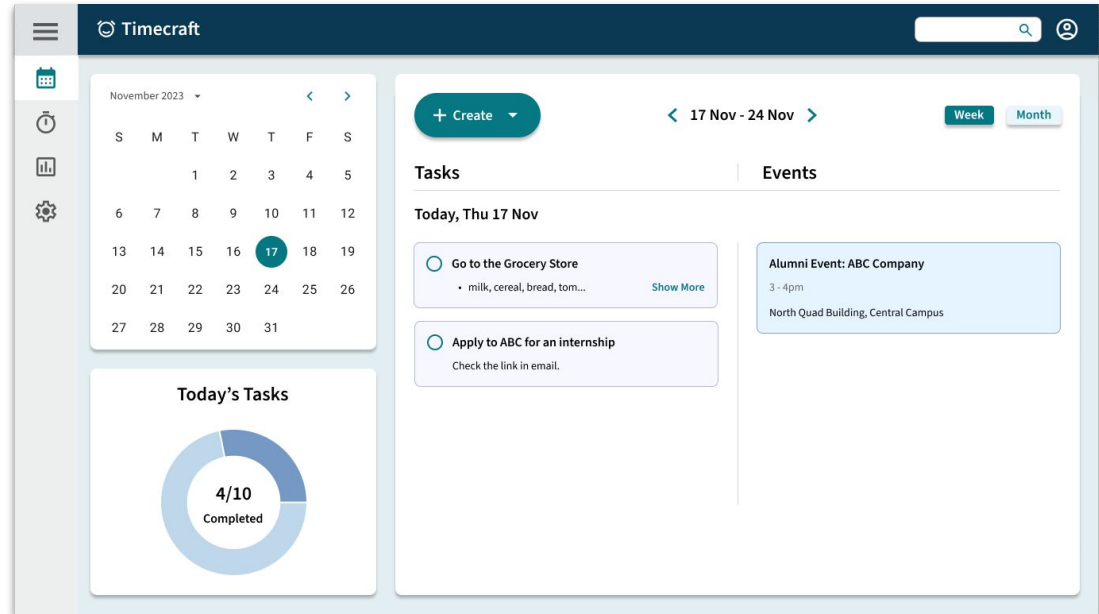 Timecraft
November 2023
S M T W T F S
1 2 3 4 5
6 7 8 9 10 11 12
13 14 15 16 17 18 19
20 21 22 23 24 25 26
27 28 29 30 31
Today’s Tasks
4/10
Completed
+ Create
17 Nov - 24 Nov
Week Month
Tasks
Events
Today, Thu 17 Nov
Go to the Grocery Store
• milk, cereal, bread, tom...
Show More
Apply to ABC for an internship
Check the link in email.
Alumni Event: ABC Company
3 - 4pm
North Quad Building, Central Campus